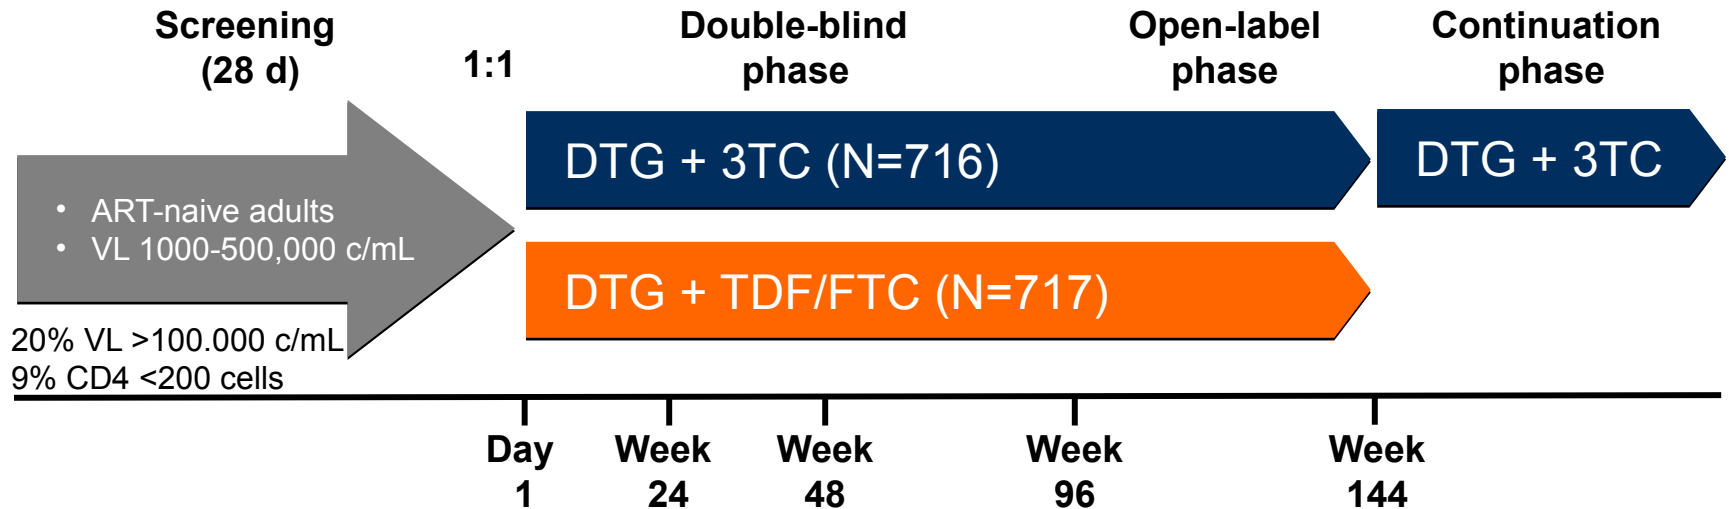 Screening
(28 d)
1:1
Double-blind
phase
Open-label
phase
Continuation
phase
• ART-naive adults
• VL 1000-500,000 c/mL
DTG + 3TC (N=716)
DTG + 3TC
DTG + TDF/FTC (N=717)
20% VL >100.000 c/mL
9% CD4 <200 cells
Day
1
Week
24
Week
48
Week
96
Week
144